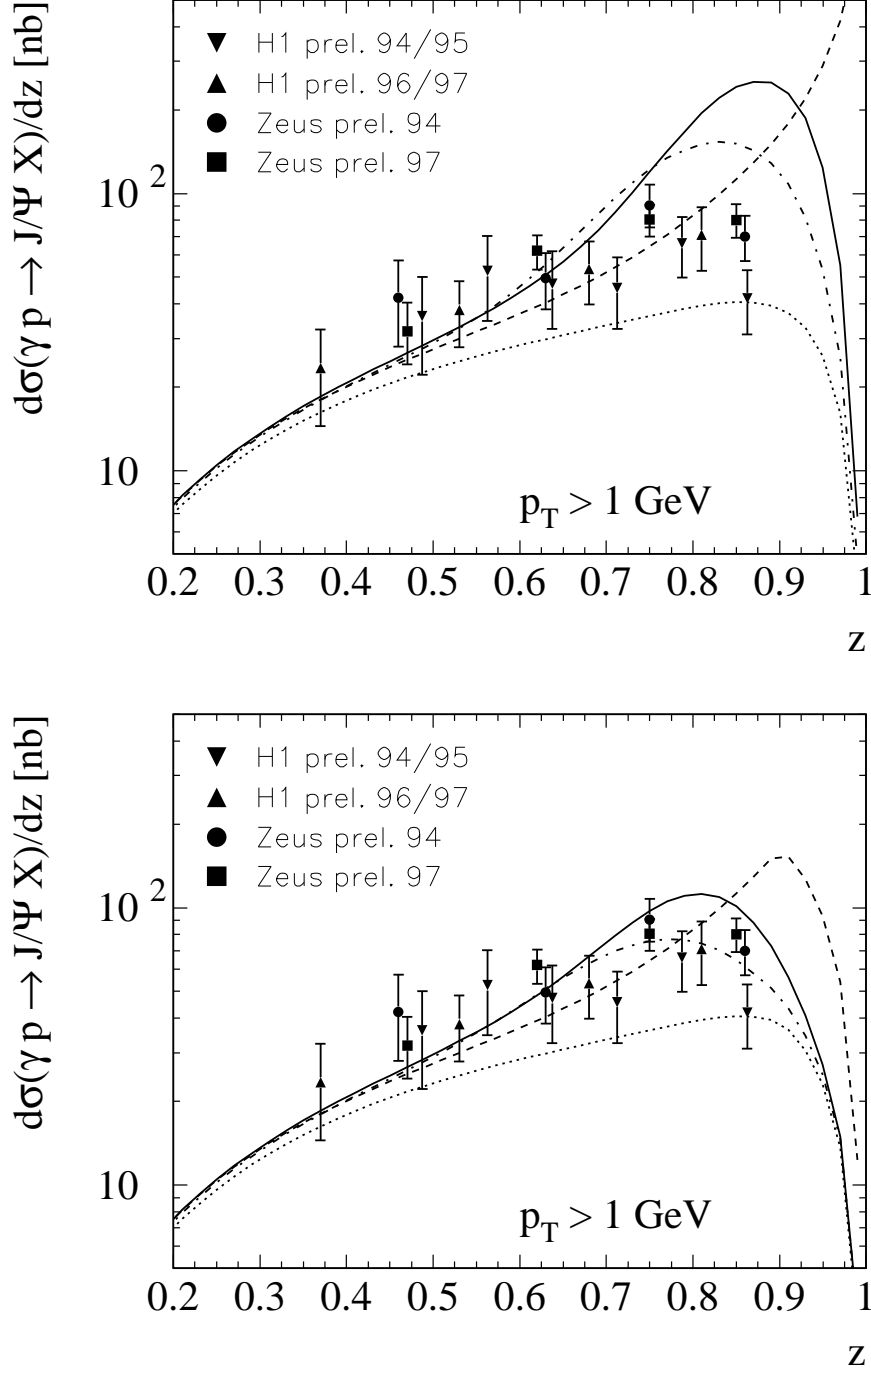 dσ(γ p → J/Ψ X)/dz [nb]
H1 prel. 94/95
H1 prel. 96/97
Zeus prel. 94
Zeus prel. 97
10 2
10
p_T > 1 GeV
0.2 0.3 0.4 0.5 0.6 0.7 0.8 0.9 1
z
dσ(γ p → J/Ψ X)/dz [nb]
H1 prel. 94/95
H1 prel. 96/97
Zeus prel. 94
Zeus prel. 97
10 2
10
p_T > 1 GeV
0.2 0.3 0.4 0.5 0.6 0.7 0.8 0.9 1
z